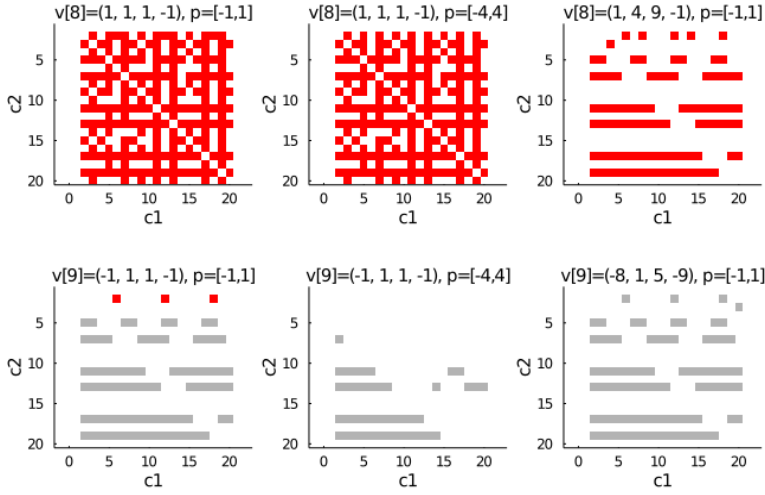 v[8]=(1, 1, 1, -1), p=[-1,1]
v[8]=(1, 1, 1, -1), p=[-4,4]
v[8]=(1, 4, 9, -1), p=[-1,1]
5
10
15
20
c2
0 5 10 15 20
c1
5
10
15
20
c2
0 5 10 15 20
c1
5
10
15
20
c2
0 5 10 15 20
c1
v[9]=(-1, 1, 1, -1), p=[-1,1]
v[9]=(-1, 1, 1, -1), p=[-4,4]
v[9]=(-8, 1, 5, -9), p=[-1,1]
5
10
15
20
c2
0 5 10 15 20
c1
5
10
15
20
c2
0 5 10 15 20
c1
5
10
15
20
c2
0 5 10 15 20
c1